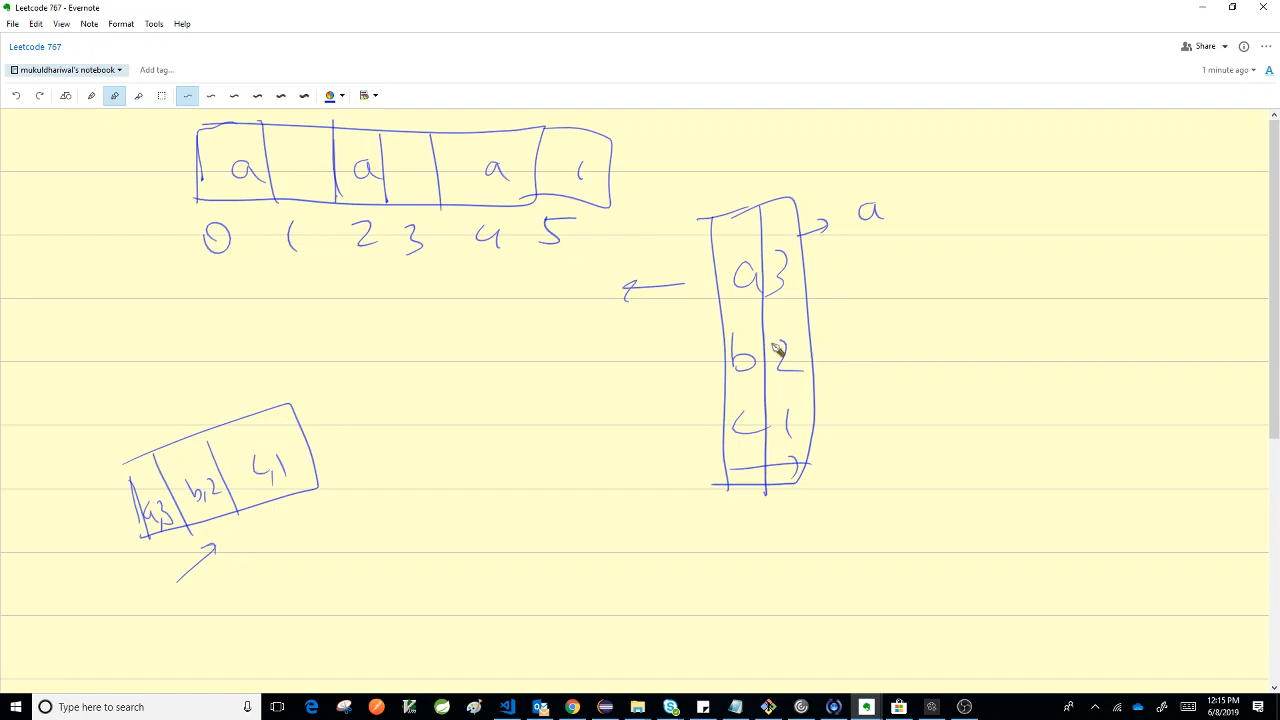 Leetcode 767 - Evernote
File Edit View Note Format Tools Help
Leetcode 767
Share
mukuldhariwal's notebook
Add tag...
1 minute ago
a a a
0 1 2 3 4 5
a
a 3
b 2
c 1
a,3 b,2 c,1
Type here to search
12:15 PM
6/8/2019